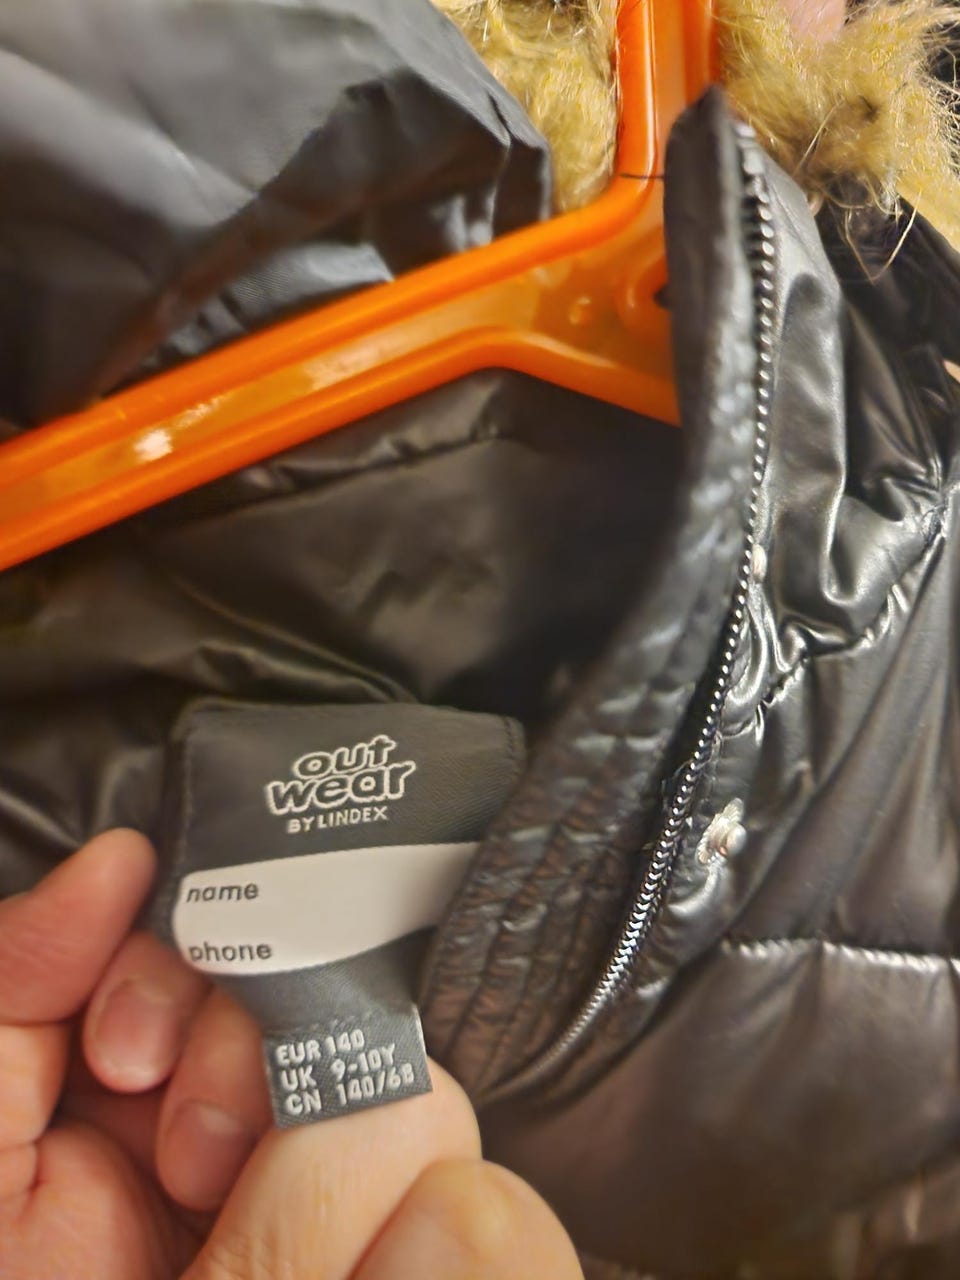 out
wear
BY LINDEX
name
phone
EUR 140
UK 9-10Y
CN 140/68